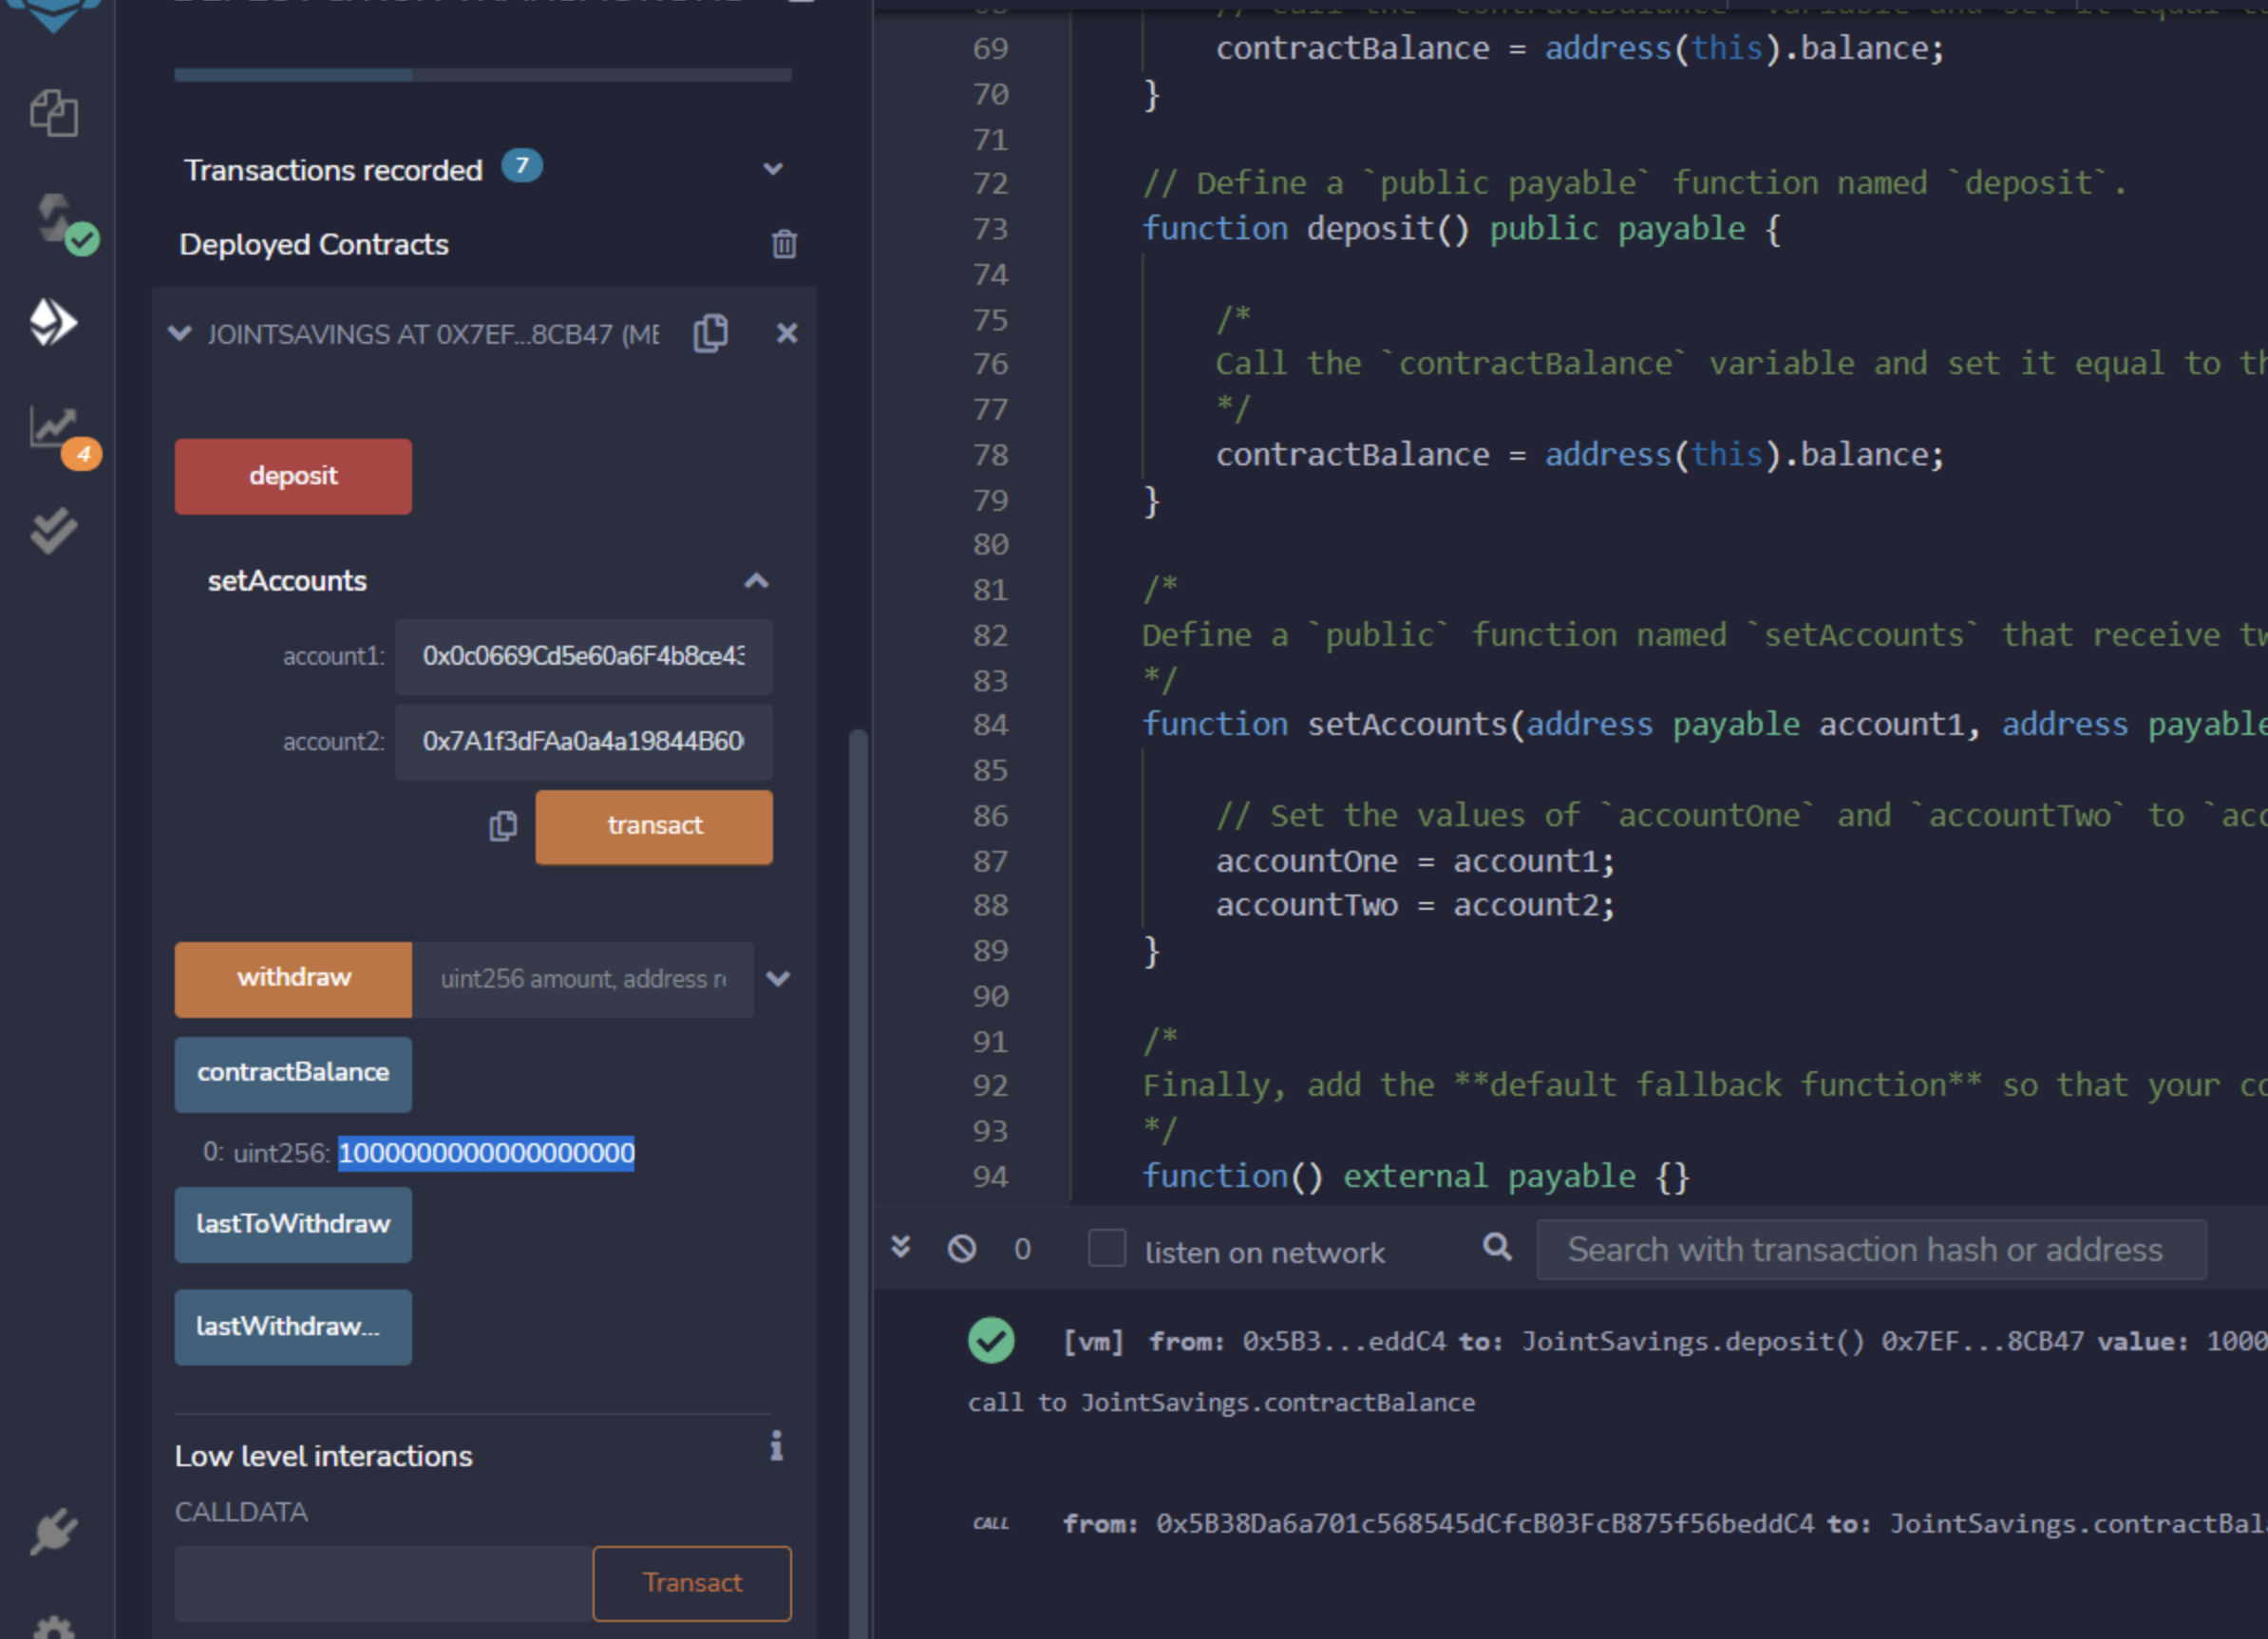 Transactions recorded 7
Deployed Contracts
JOINTSAVINGS AT 0X7EF...8CB47 (ME
4
deposit
setAccounts
account1: 0x0c0669Cd5e60a6F4b8ce43
account2: 0x7A1f3dFAa0a4a19844B60
transact
withdraw uint256 amount, address r
contractBalance
0: uint256: 1000000000000000000
lastToWithdraw
lastWithdraw...
Low level interactions
CALLDATA
Transact
69 contractBalance = address(this).balance;
70 }
71
72 // Define a `public payable` function named `deposit`.
73 function deposit() public payable {
74
75 /*
76 Call the `contractBalance` variable and set it equal to th
77 */
78 contractBalance = address(this).balance;
79 }
80
81 /*
82 Define a `public` function named `setAccounts` that receive tw
83 */
84 function setAccounts(address payable account1, address payable
85
86 // Set the values of `accountOne` and `accountTwo` to `acc
87 accountOne = account1;
88 accountTwo = account2;
89 }
90
91 /*
92 Finally, add the **default fallback function** so that your co
93 */
94 function() external payable {}
0 listen on network Search with transaction hash or address
[vm] from: 0x5B3...eddC4 to: JointSavings.deposit() 0x7EF...8CB47 value: 1000
call to JointSavings.contractBalance
CALL from: 0x5B38Da6a701c568545dCfcB03FcB875f56beddC4 to: JointSavings.contractBal